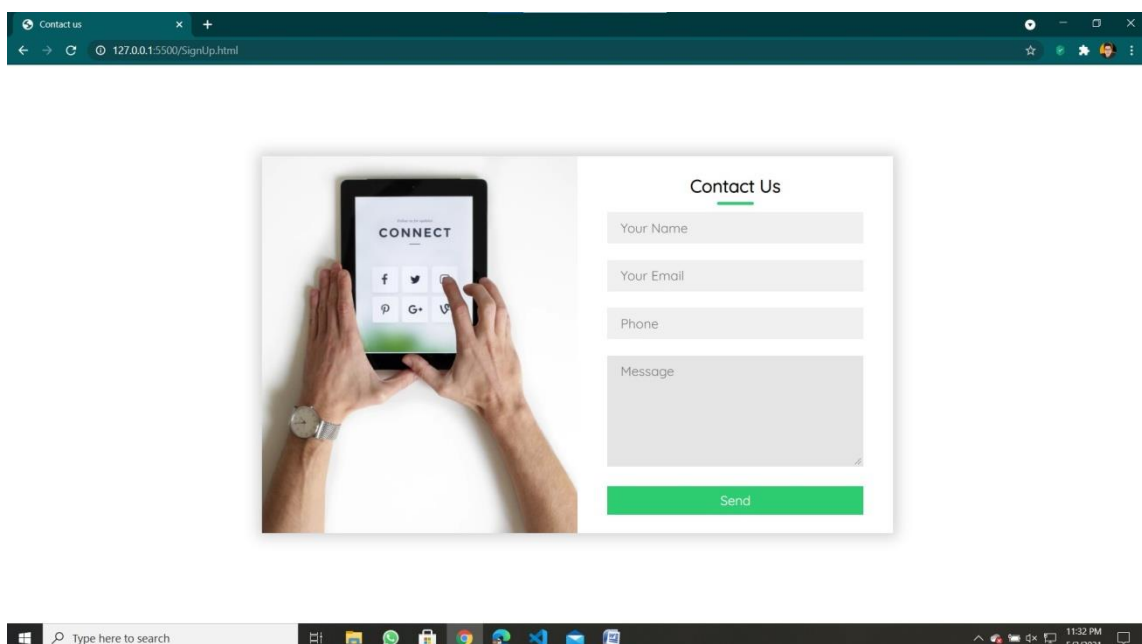 Contact us
127.0.0.1:5500/SignUp.html
CONNECT
G+
Contact Us
Your Name
Your Email
Phone
Message
Send
Type here to search
11:32 PM